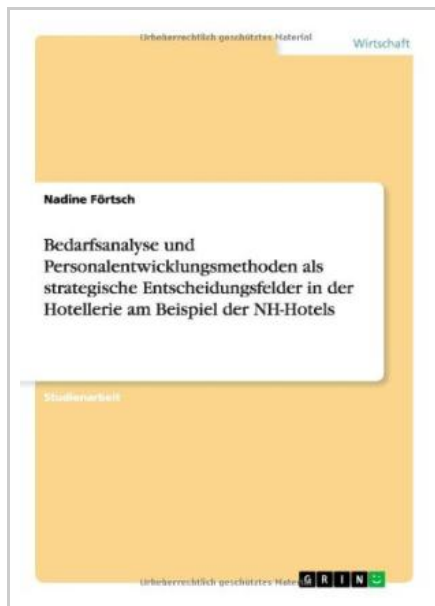 Urheberrechtlich geschütztes Material
Wirtschaft
Nadine Förtsch
Bedarfsanalyse und
Personalentwicklungsmethoden als
strategische Entscheidungsfelder in der
Hotellerie am Beispiel der NH-Hotels
Studienarbeit
Urheberrechtlich geschütztes Mater
GRIN